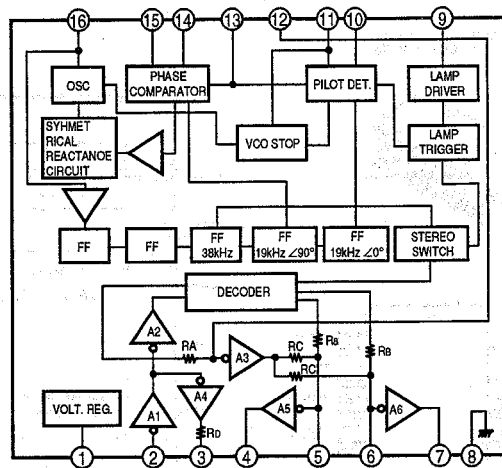 16 15 14 13 12 11 10 9
OSC
PHASE
COMPARATOR
PILOT DET.
LAMP
DRIVER
SYHMET
RICAL
REACTANOE
CIRCUIT
VCO STOP
LAMP
TRIGGER
FF
FF
FF
38kHz
FF
19kHz ∠90°
FF
19kHz ∠0°
STEREO
SWITCH
DECODER
A2
RA
A3
RC
RC
RB
RB
A4
VOLT. REG.
A1
RD
A5
A6
1 2 3 4 5 6 7 8